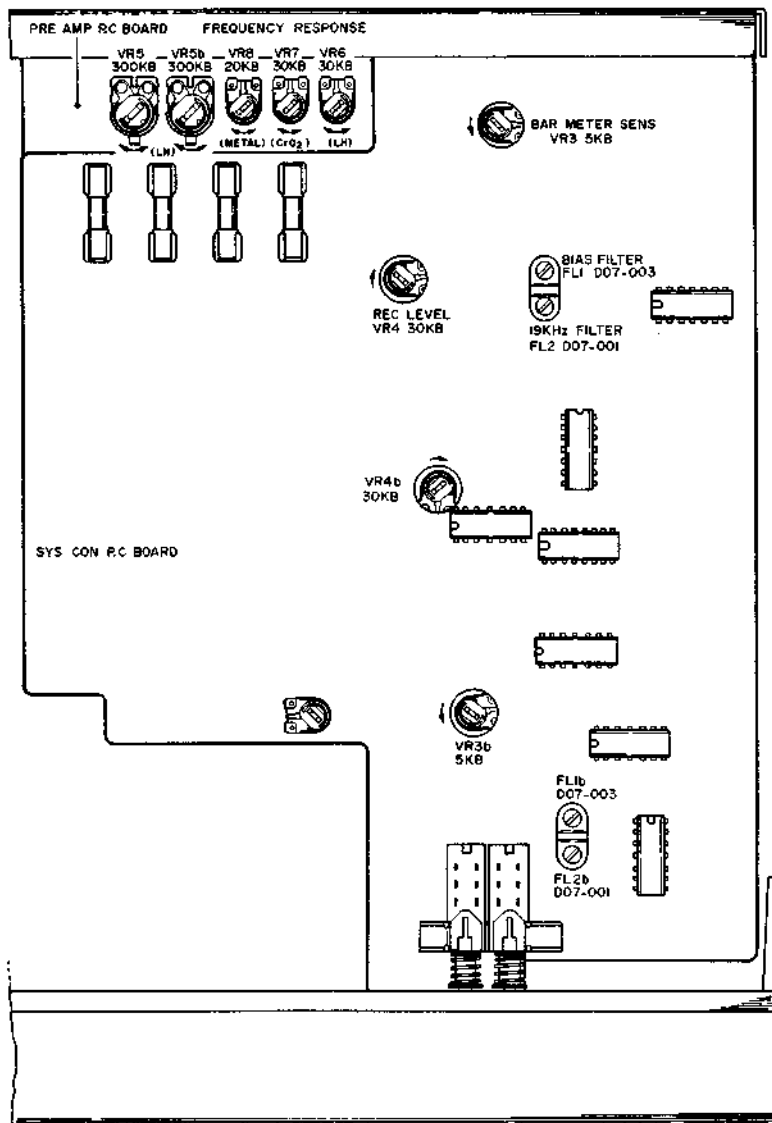 PRE AMP P.C BOARD
FREQUENCY RESPONSE
VR5
300KB
VR5b
300KB
VR8
20KB
VR7
30KB
VR6
30KB
(LH)
(METAL)
(CrO2)
(LH)
BAR METER SENS
VR3 5KB
REC LEVEL
VR4 30KB
BIAS FILTER
FL1 D07-003
19KHz FILTER
FL2 D07-001
VR4b
30KB
SYS CON P.C BOARD
VR3b
5KB
FL1b
D07-003
FL2b
D07-001